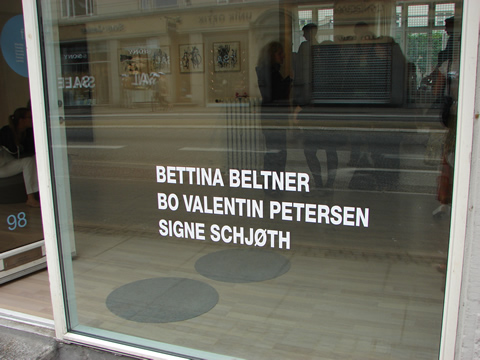 BETTINA BELTNER
BO VALENTIN PETERSEN
SIGNE SCHJØTH
98